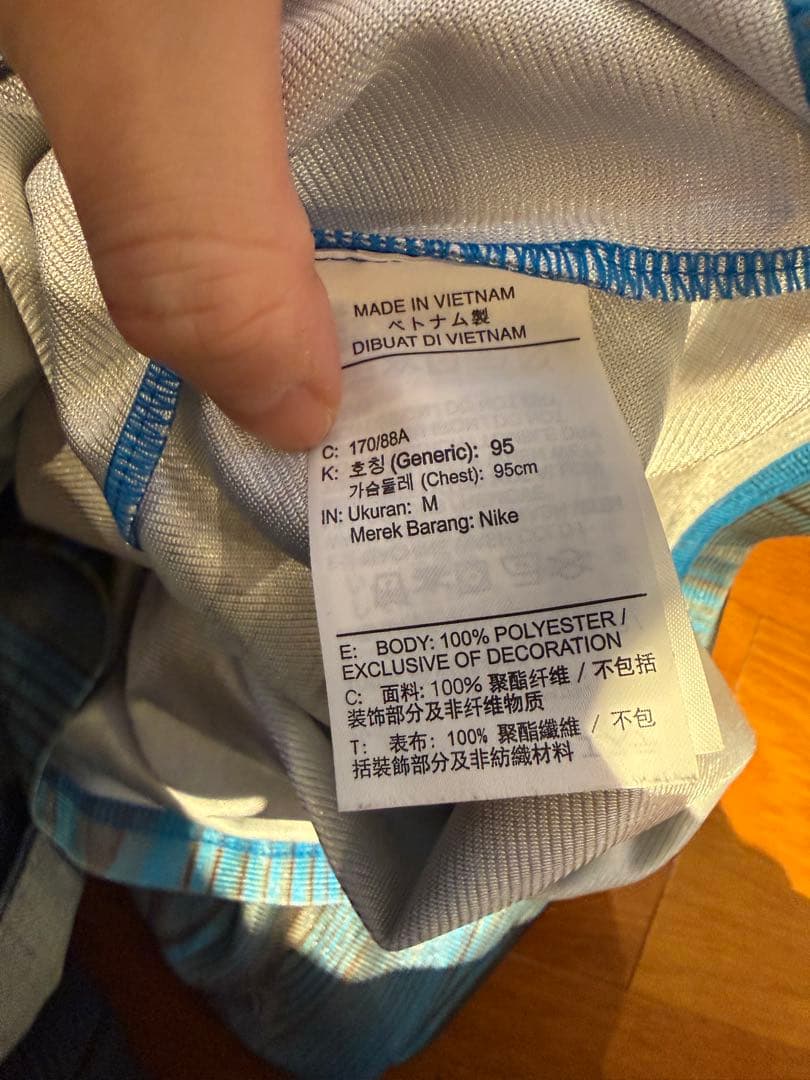 MADE IN VIETNAM
ベトナム製
DIBUAT DI VIETNAM
C: 170/88A
K: 호칭 (Generic): 95
가슴둘레 (Chest): 95cm
IN: Ukuran: M
Merek Barang: Nike
E: BODY: 100% POLYESTER /
EXCLUSIVE OF DECORATION
C: 面料: 100% 聚酯纤维 / 不包括
装饰部分及非纤维物质
T: 表布: 100% 聚酯纖維 / 不包
括裝飾部分及非紡織材料